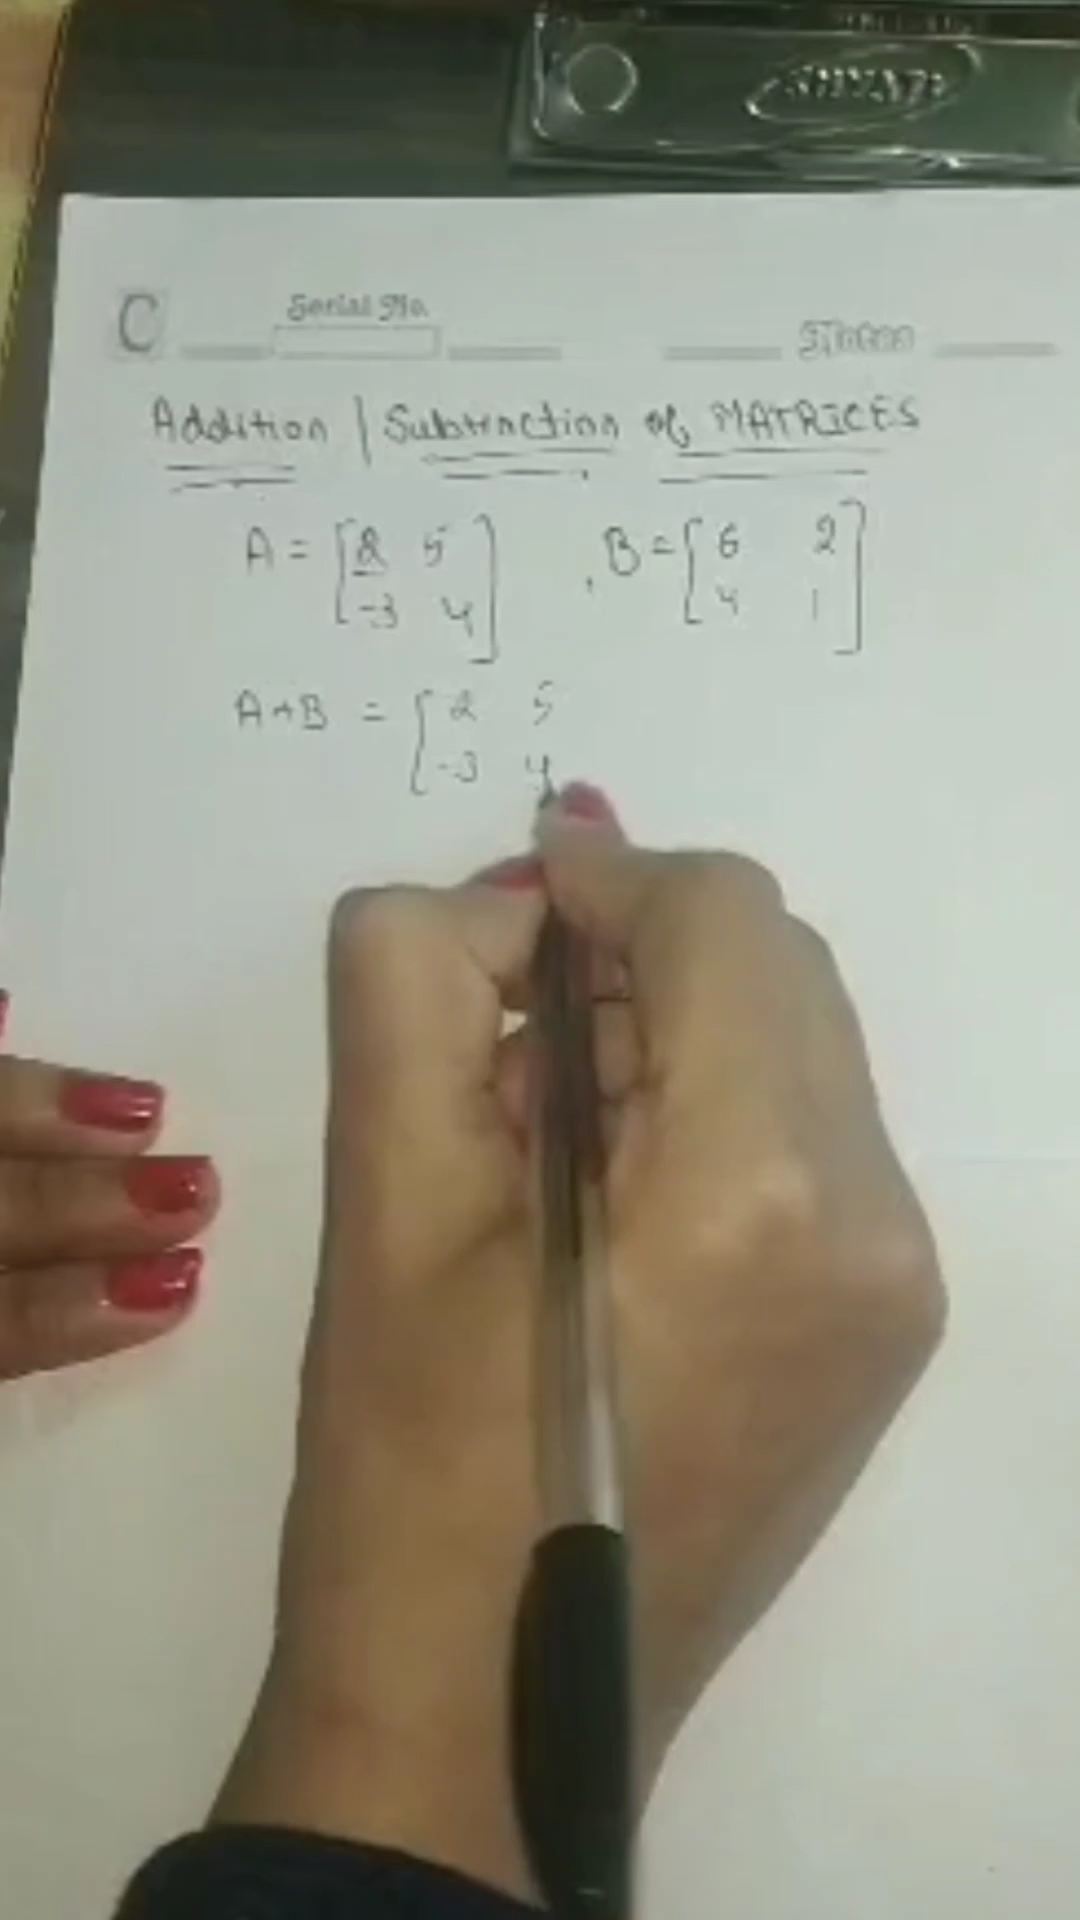 C
Serial No.
Addition | Subtraction of MATRICES
A = [2 5 , B = [6 2]
-3 4] 4 1
A+B = [2 5
-3 4